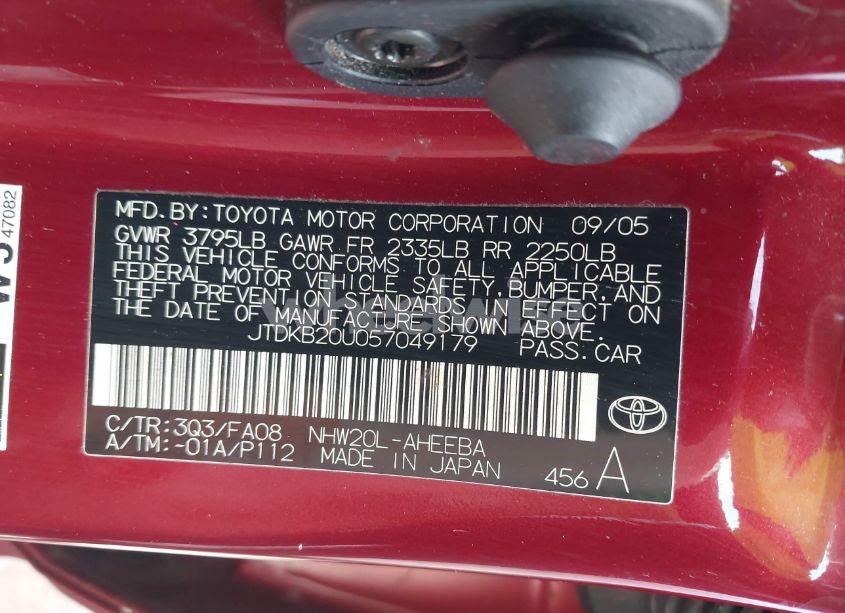 MFD.BY:TOYOTA MOTOR CORPORATION 09/05
GVWR 3795LB GAWR FR 2335LB RR 2250LB
THIS VEHICLE CONFORMS TO ALL APPLICABLE
FEDERAL MOTOR VEHICLE SAFETY, BUMPER, AND
THEFT PREVENTION STANDARDS IN EFFECT ON
THE DATE OF MANUFACTURE SHOWN ABOVE.
JTDKB20U057049179 PASS.CAR
C/TR:3Q3/FA08 NHW20L-AHEEBA
A/TM:-01A/P112 MADE IN JAPAN
456 A
47082